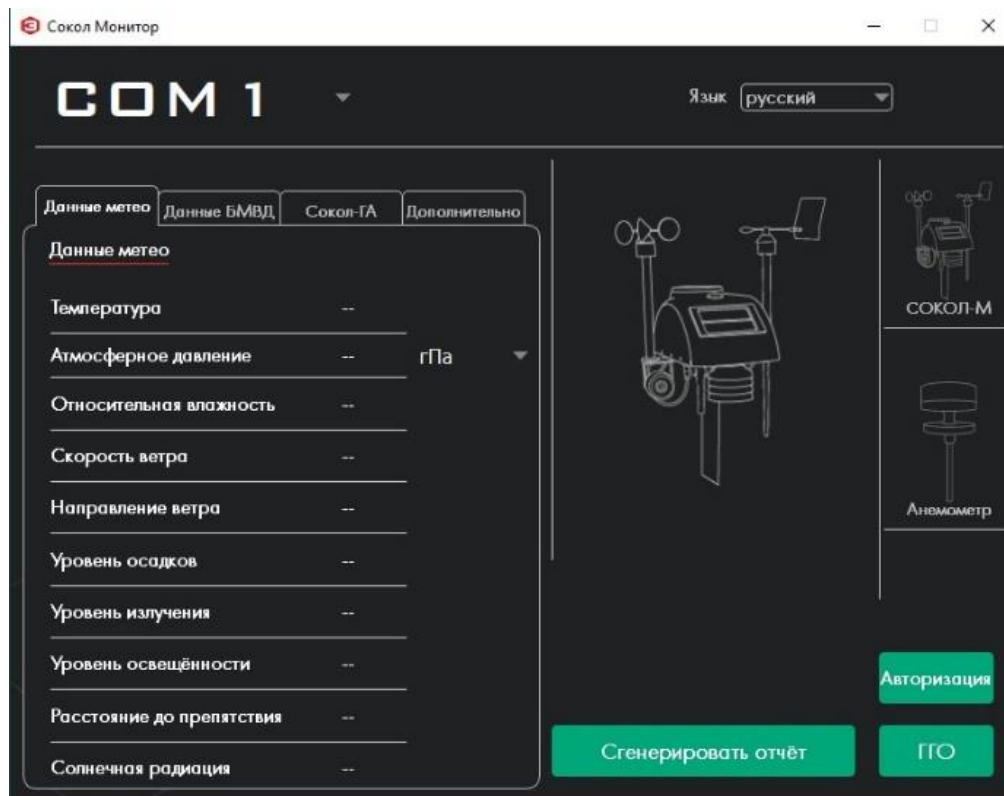 Сокол Монитор
COM 1
Язык русский
Данные метео Данные БМВД Сокол-ГА Дополнительно
Данные метео
Температура --
Атмосферное давление -- гПа
Относительная влажность --
Скорость ветра --
Направление ветра --
Уровень осадков --
Уровень излучения --
Уровень освещённости --
Расстояние до препятствия --
Солнечная радиация --
СОКОЛ-М
Анемометр
Авторизация
Сгенерировать отчёт
ГГО